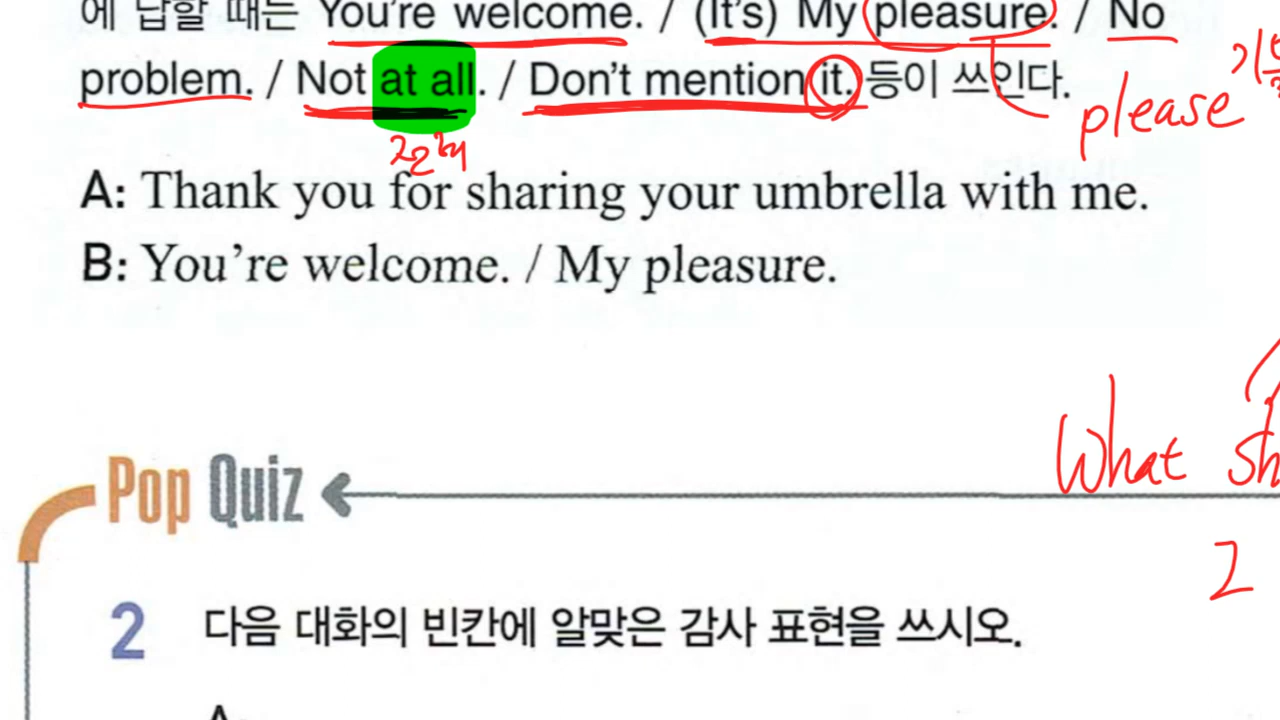 에 답할 때는 You're welcome. / (It's) My pleasure. / No
problem. / Not at all. / Don't mention it. 등이 쓰인다.
please
A: Thank you for sharing your umbrella with me.
B: You're welcome. / My pleasure.
What sh
Pop Quiz
2 다음 대화의 빈칸에 알맞은 감사 표현을 쓰시오.
A: